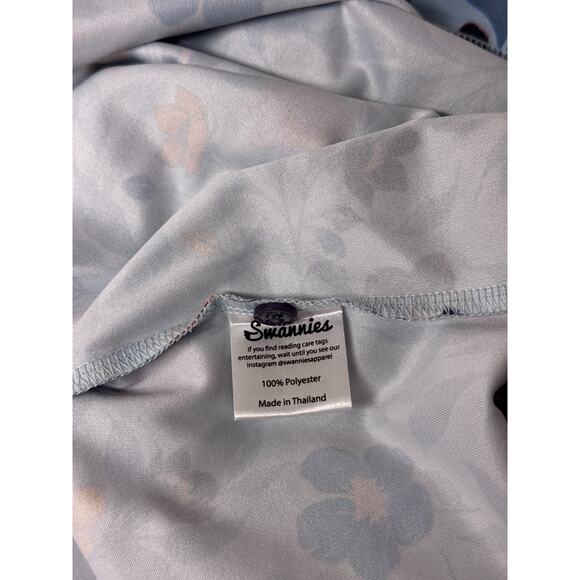 Swannies
if you find reading care tags
entertaining, wait until you see our
instagram @swanniesapparel
100% Polyester
Made in Thailand